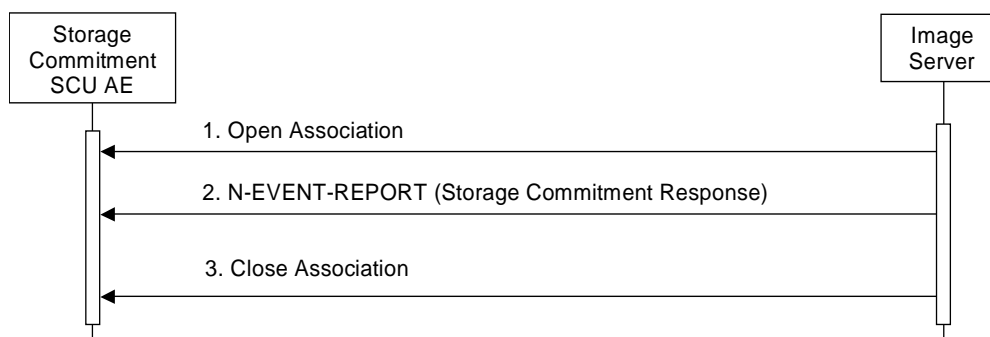 Storage
Commitment
SCU AE
Image
Server
1. Open Association
2. N-EVENT-REPORT (Storage Commitment Response)
3. Close Association